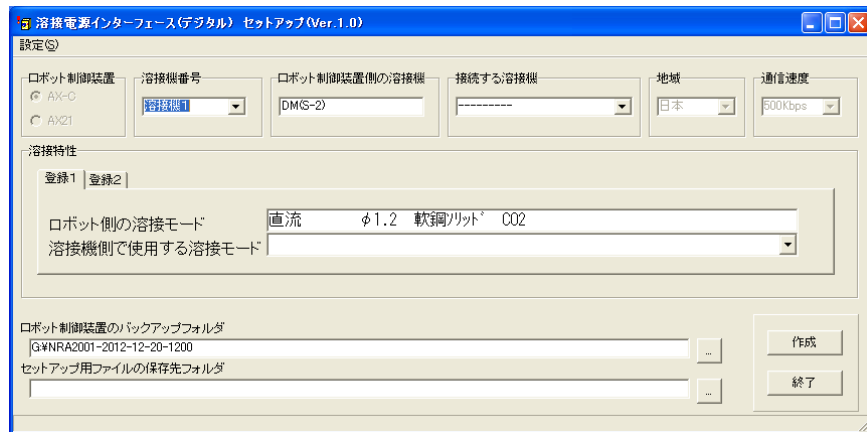 溶接電源インターフェース(デジタル) セットアップ(Ver.1.0)
設定(S)
ロボット制御装置
AX-C
AX21
溶接機番号
溶接機1
ロボット制御装置側の溶接機
DM(S-2)
接続する溶接機
---------
地域
日本
通信速度
500Kbps
溶接特性
登録1 登録2
ロボット側の溶接モード 直流 φ1.2 軟鋼ソリッド CO2
溶接機側で使用する溶接モード
ロボット制御装置のバックアップフォルダ
G:¥NRA2001-2012-12-20-1200
...
セットアップ用ファイルの保存先フォルダ
...
作成
終了